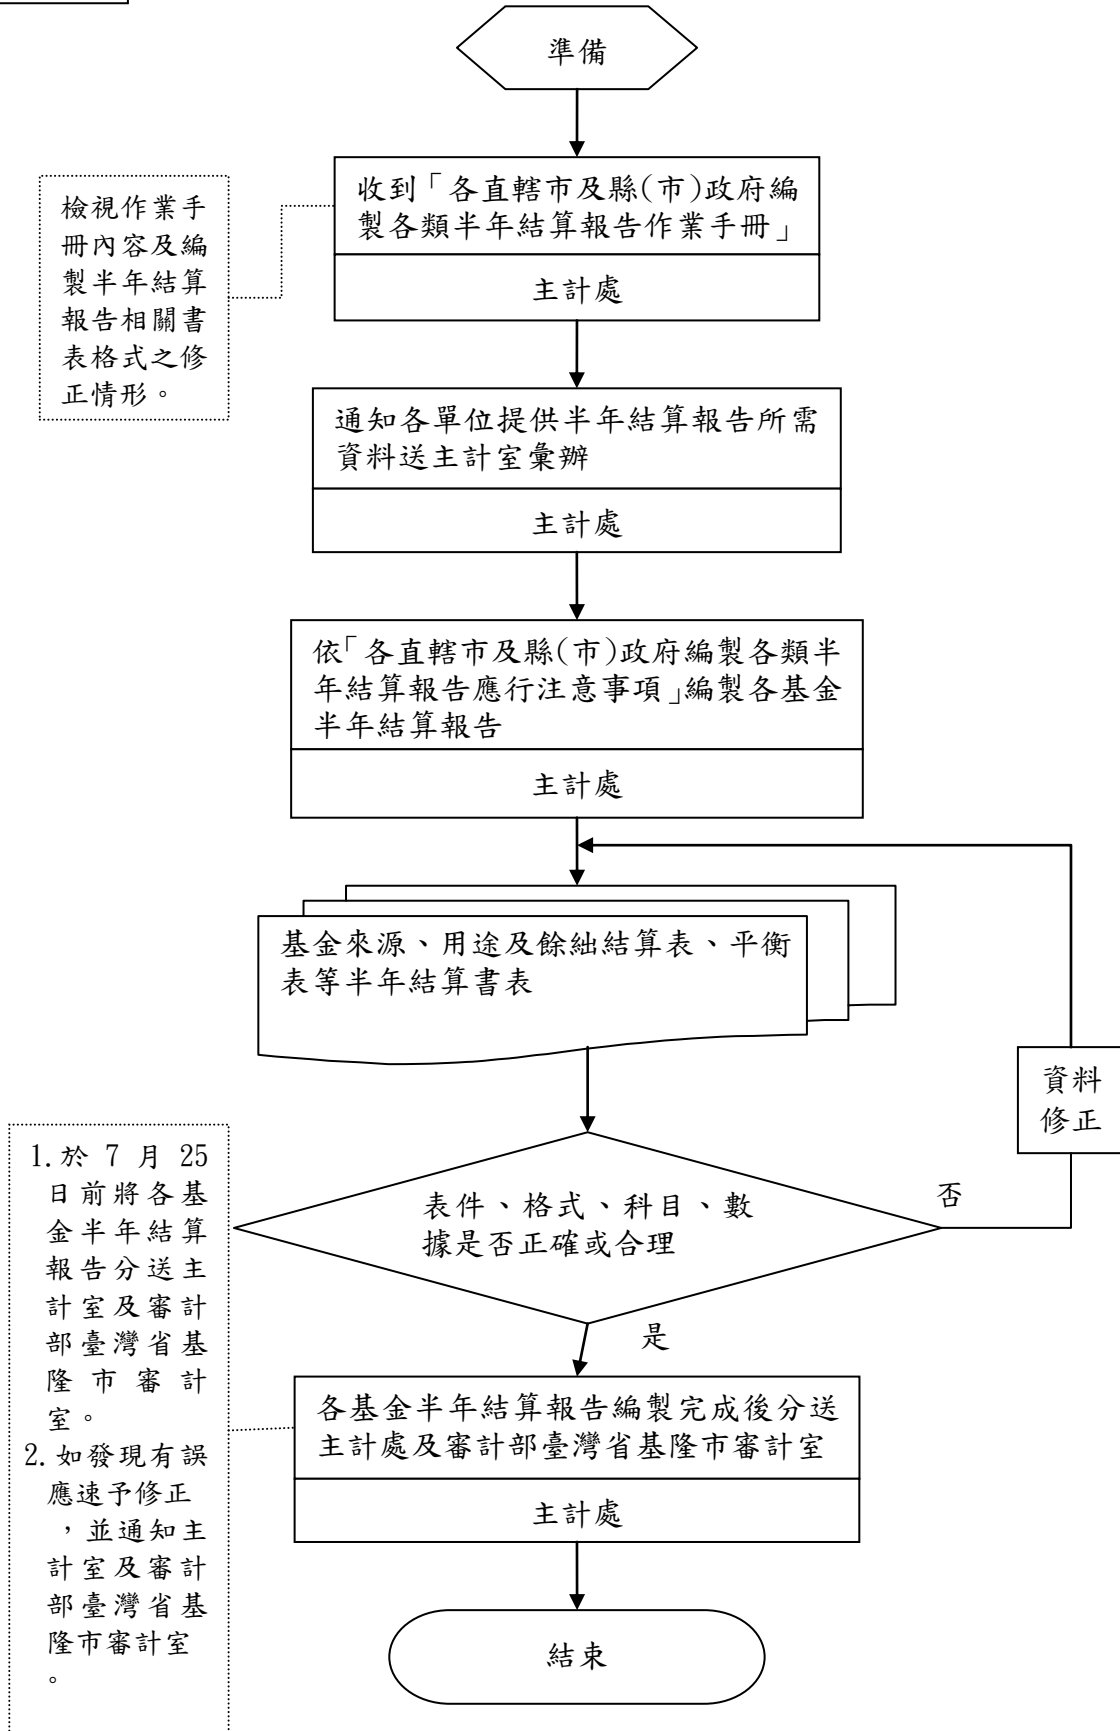 準備
收到「各直轄市及縣(市)政府編
製各類半年結算報告作業手冊」
主計處
檢視作業手
冊內容及編
製半年結算
報告相關書
表格式之修
正情形。
通知各單位提供半年結算報告所需
資料送主計室彙辦
主計處
依「各直轄市及縣(市)政府編製各類半
年結算報告應行注意事項」編製各基金
半年結算報告
主計處
基金來源、用途及餘絀結算表、平衡
表等半年結算書表
資料
修正
表件、格式、科目、數
據是否正確或合理
否
是
1.於 7 月 25
日前將各基
金半年結算
報告分送主
計室及審計
部臺灣省基
隆市審計
室。
2.如發現有誤
應速予修正
，並通知主
計室及審計
部臺灣省基
隆市審計室
。
各基金半年結算報告編製完成後分送
主計處及審計部臺灣省基隆市審計室
主計處
結束